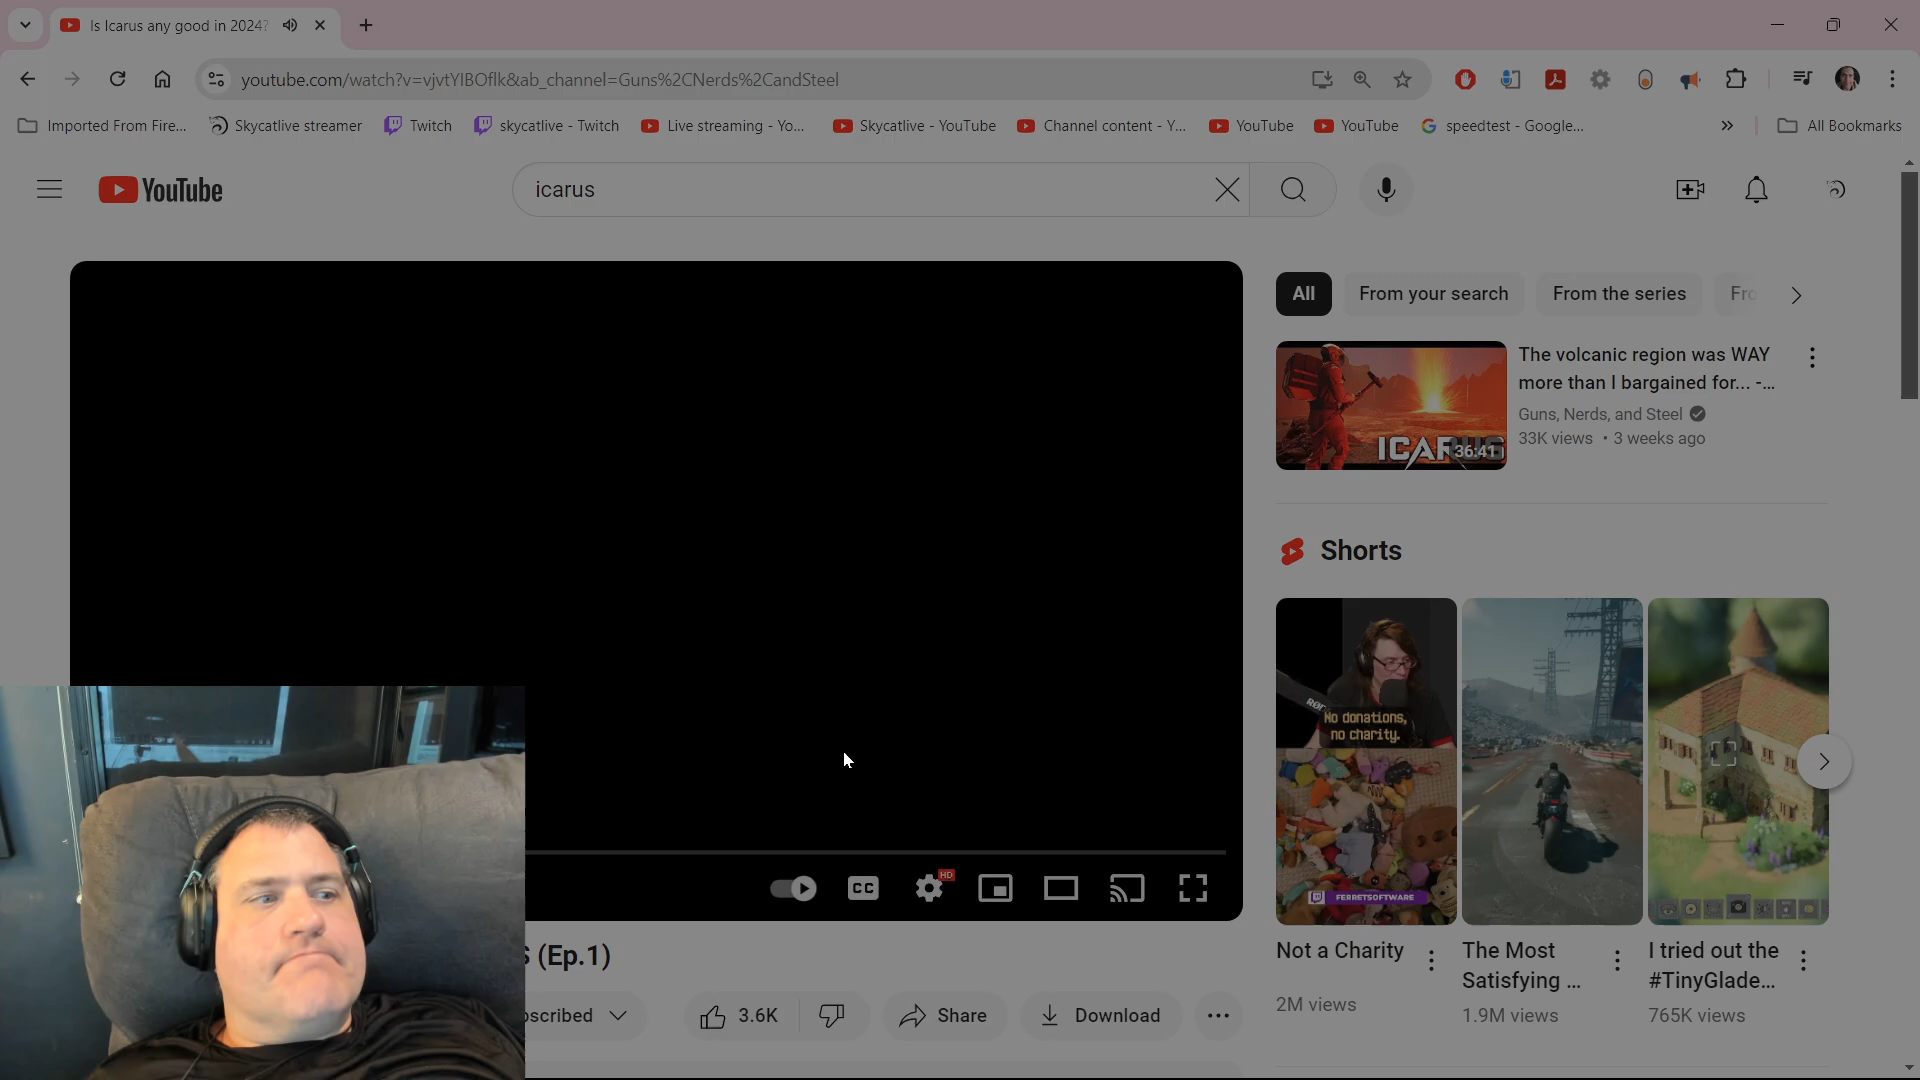 Is Icarus any good in 2024?
youtube.com/watch?v=vjvtYIBOflk&ab_channel=Guns%2CNerds%2CandSteel
Imported From Fire...
Skycatlive streamer
Twitch
skycatlive - Twitch
Live streaming - Yo...
Skycatlive - YouTube
Channel content - Y...
YouTube
YouTube
speedtest - Google...
All Bookmarks
YouTube
icarus
All
From your search
From the series
Fro
ICARUS
36:41
The volcanic region was WAY
more than I bargained for... -...
Guns, Nerds, and Steel
33K views • 3 weeks ago
Shorts
No donations,
no charity.
FERRETSOFTWARE
Not a Charity
2M views
The Most
Satisfying ...
1.9M views
I tried out the
#TinyGlade...
765K views
CC
HD
S (Ep.1)
bscribed
3.6K
Share
Download